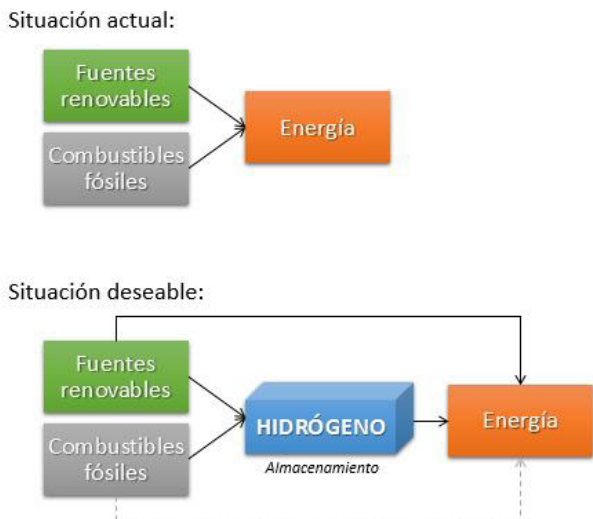 Situación actual:
Fuentes
renovables
Energía
Combustibles
fósiles
Situación deseable:
Fuentes
renovables
HIDRÓGENO
Energía
Combustibles
fósiles
Almacenamiento